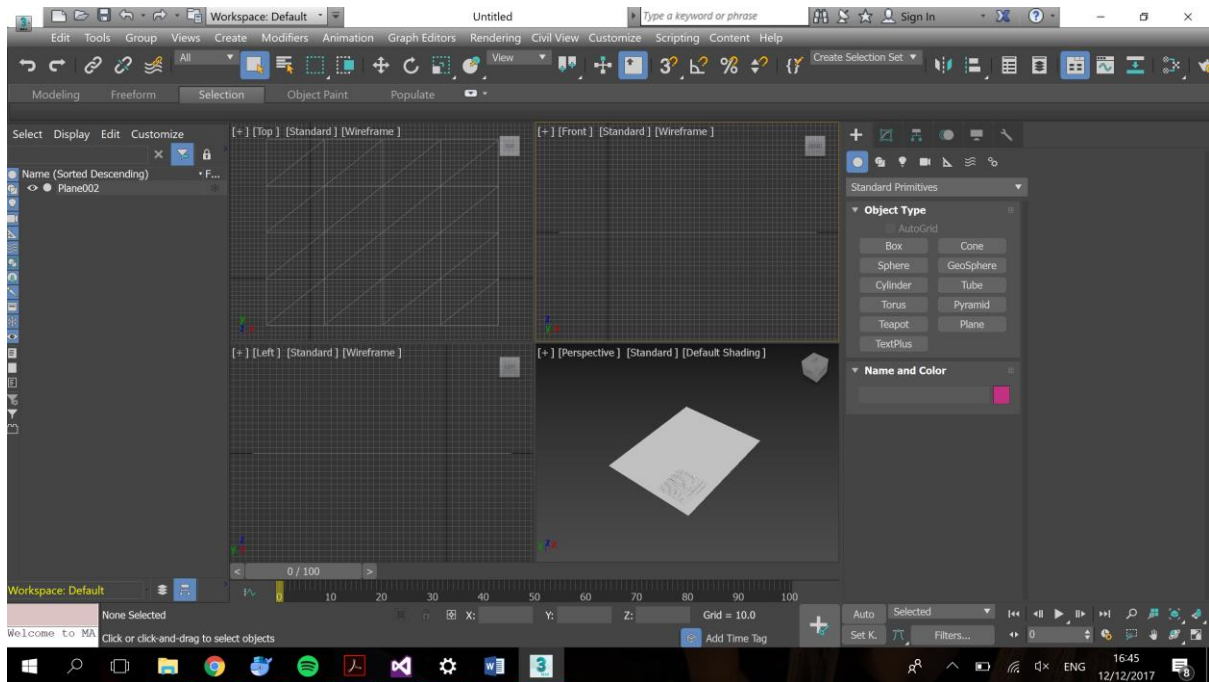 Workspace: Default
Untitled
Type a keyword or phrase
Sign In
Edit Tools Group Views Create Modifiers Animation Graph Editors Rendering Civil View Customize Scripting Content Help
All
View
Create Selection Set
Modeling Freeform Selection Object Paint Populate
Select Display Edit Customize
Name (Sorted Descending) F...
Plane002
[+] [Top ] [Standard ] [Wireframe ]
[+] [Front ] [Standard ] [Wireframe ]
[+] [Left ] [Standard ] [Wireframe ]
[+] [Perspective ] [Standard ] [Default Shading ]
Standard Primitives
Object Type
AutoGrid
Box Cone
Sphere GeoSphere
Cylinder Tube
Torus Pyramid
Teapot Plane
TextPlus
Name and Color
< 0 / 100 >
Workspace: Default
0 10 20 30 40 50 60 70 80 90 100
None Selected X: Y: Z: Grid = 10.0
Welcome to MA
Click or click-and-drag to select objects
Add Time Tag
Auto Selected
Set K. Filters... 0
ENG
16:45
12/12/2017
8